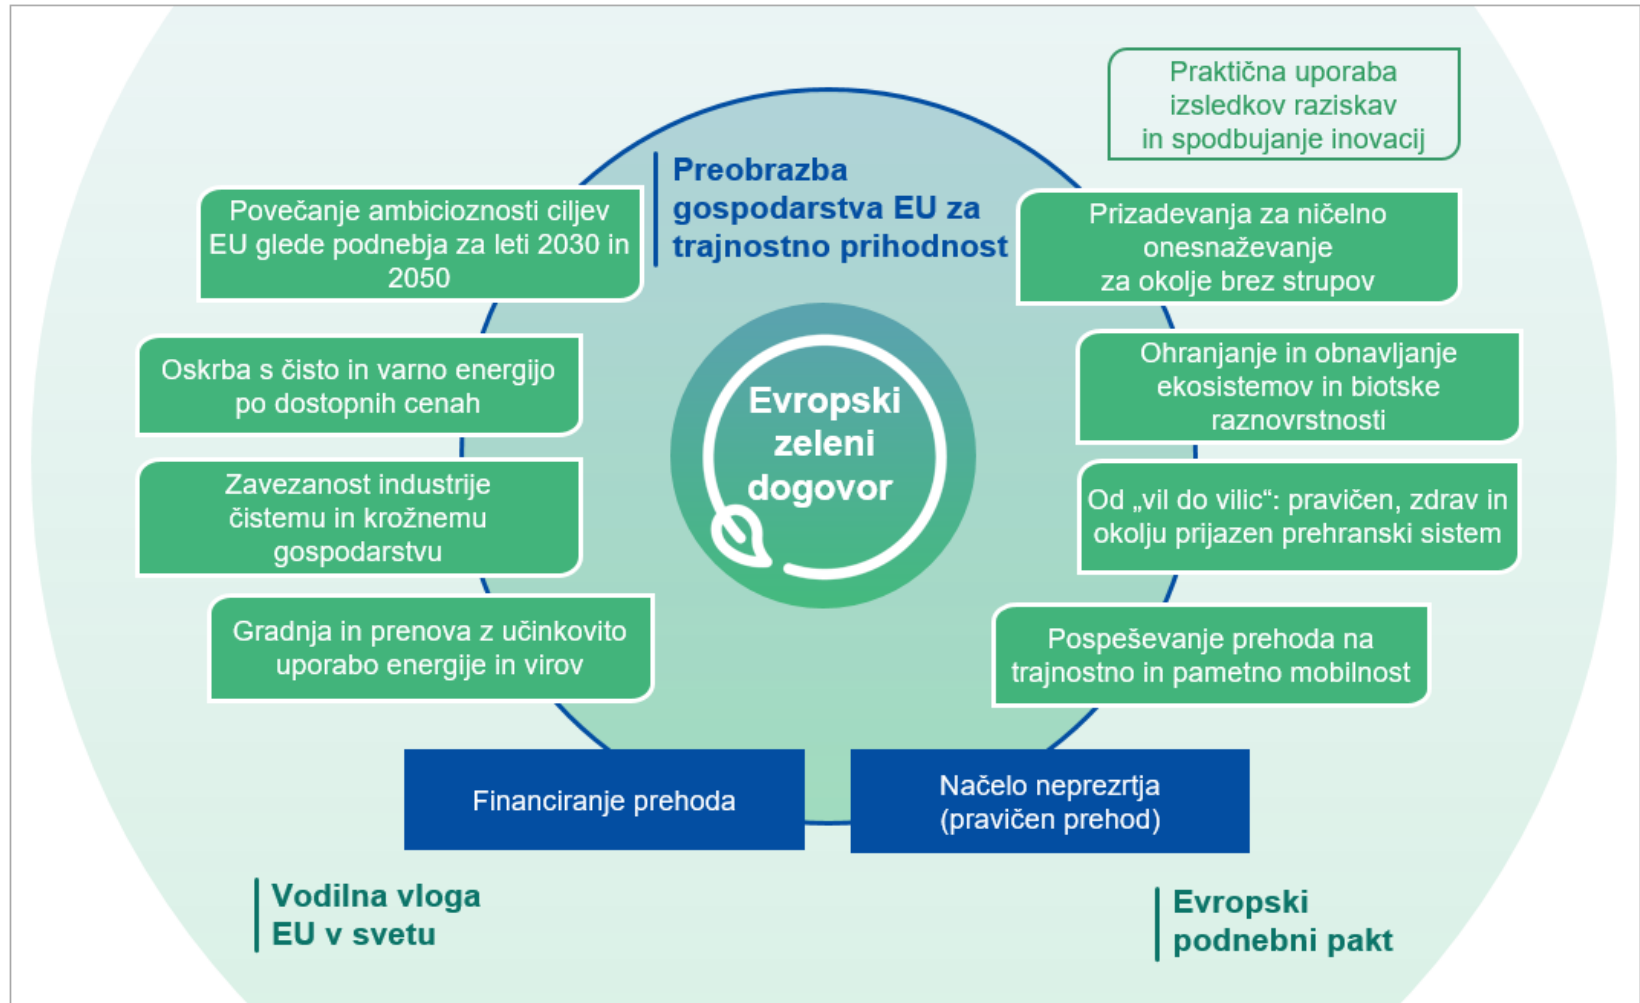 Praktična uporaba
izsledkov raziskav
in spodbujanje inovacij
Preobrazba
gospodarstva EU za
trajnostno prihodnost
Povečanje ambicioznosti ciljev
EU glede podnebja za leti 2030 in
2050
Prizadevanja za ničelno
onesnaževanje
za okolje brez strupov
Oskrba s čisto in varno energijo
po dostopnih cenah
Ohranjanje in obnavljanje
ekosistemov in biotske
raznovrstnosti
Evropski
zeleni
dogovor
Zavezanost industrije
čistemu in krožnemu
gospodarstvu
Od „vil do vilic“: pravičen, zdrav in
okolju prijazen prehranski sistem
Gradnja in prenova z učinkovito
uporabo energije in virov
Pospeševanje prehoda na
trajnostno in pametno mobilnost
Financiranje prehoda
Načelo neprezrtja
(pravičen prehod)
Vodilna vloga
EU v svetu
Evropski
podnebni pakt